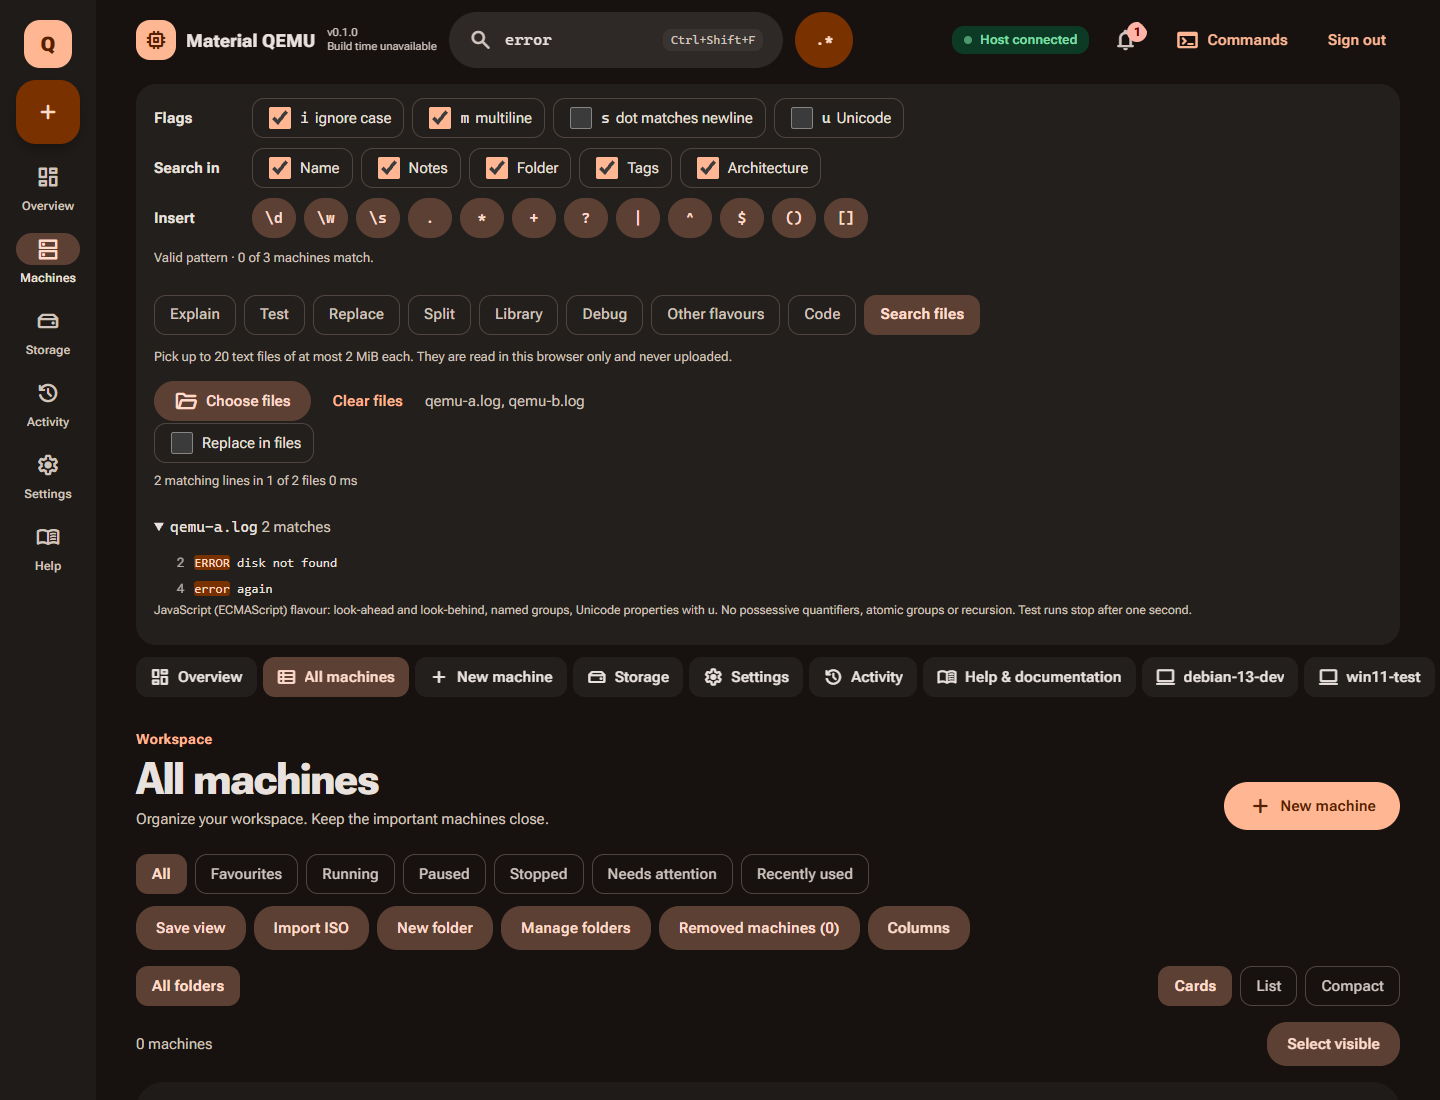 Q
Material QEMU
v0.1.0
Build time unavailable
error
Ctrl+Shift+F
.*
Host connected
1
Commands
Sign out
+
Overview
Machines
Storage
Activity
Settings
Help
Flags
i ignore case
m multiline
s dot matches newline
u Unicode
Search in
Name
Notes
Folder
Tags
Architecture
Insert
\d
\w
\s
.
*
+
?
|
^
$
()
[]
Valid pattern · 0 of 3 machines match.
Explain
Test
Replace
Split
Library
Debug
Other flavours
Code
Search files
Pick up to 20 text files of at most 2 MiB each. They are read in this browser only and never uploaded.
Choose files
Clear files
qemu-a.log, qemu-b.log
Replace in files
2 matching lines in 1 of 2 files 0 ms
qemu-a.log 2 matches
2 ERROR disk not found
4 error again
JavaScript (ECMAScript) flavour: look-ahead and look-behind, named groups, Unicode properties with u. No possessive quantifiers, atomic groups or recursion. Test runs stop after one second.
Overview
All machines
+ New machine
Storage
Settings
Activity
Help & documentation
debian-13-dev
win11-test
Workspace
All machines
Organize your workspace. Keep the important machines close.
+ New machine
All
Favourites
Running
Paused
Stopped
Needs attention
Recently used
Save view
Import ISO
New folder
Manage folders
Removed machines (0)
Columns
All folders
Cards
List
Compact
0 machines
Select visible